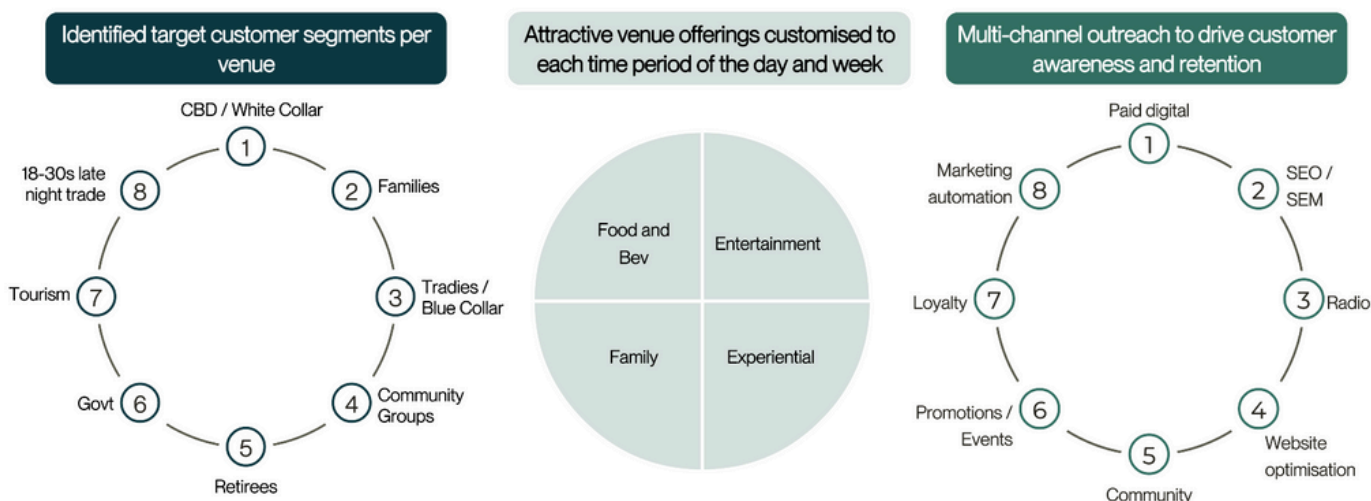 Identified target customer segments per
venue
CBD / White Collar
1
2
Families
3
Tradies /
Blue Collar
4
Community
Groups
5
Retirees
6
Govt
7
Tourism
8
18-30s late
night trade
Attractive venue offerings customised to
each time period of the day and week
Food and
Bev
Entertainment
Family
Experiential
Multi-channel outreach to drive customer
awareness and retention
Paid digital
1
2
SEO /
SEM
3
Radio
4
Website
optimisation
5
Community
6
Promotions /
Events
7
Loyalty
8
Marketing
automation